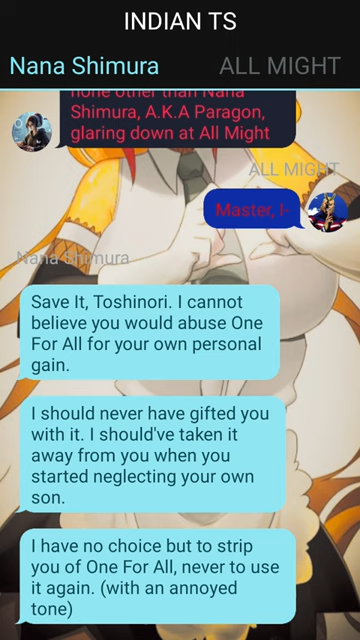 INDIAN TS
Nana Shimura
ALL MIGHT
none other than Nana
Shimura, A.K.A Paragon,
glaring down at All Might
ALL MIGHT
Master, I-
Nana Shimura
Save It, Toshinori. I cannot
believe you would abuse One
For All for your own personal
gain.
I should never have gifted you
with it. I should've taken it
away from you when you
started neglecting your own
son.
I have no choice but to strip
you of One For All, never to use
it again. (with an annoyed
tone)